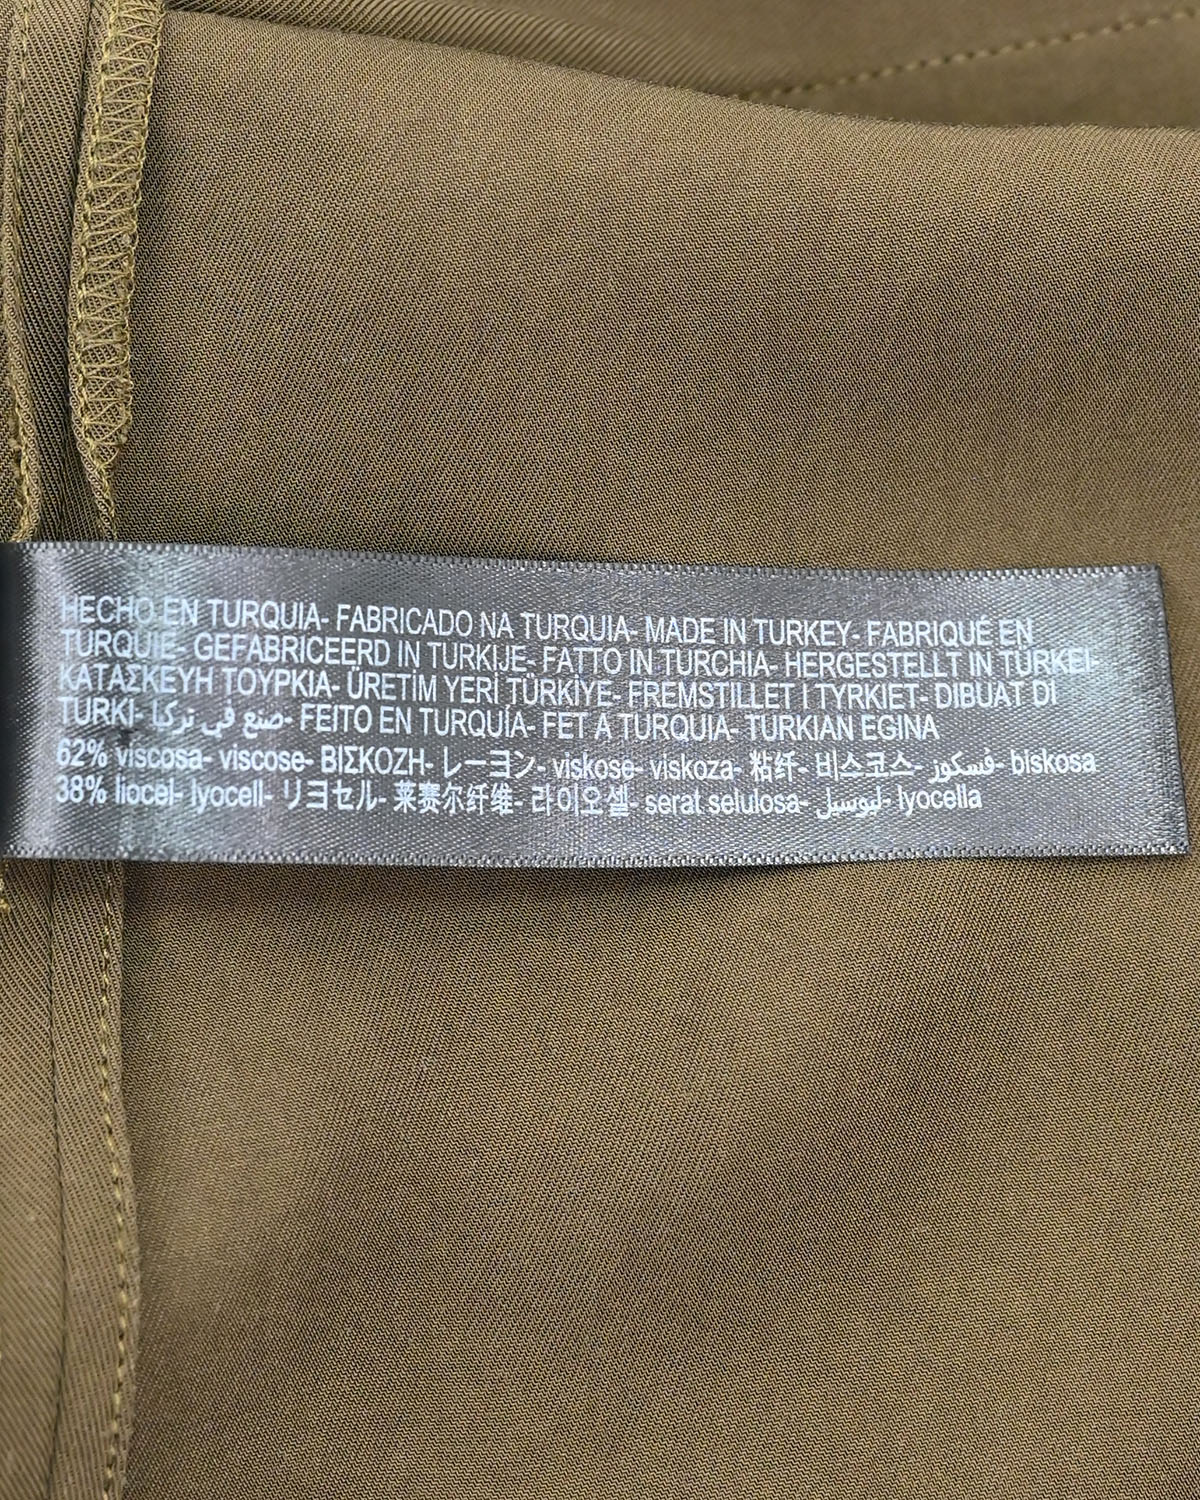 HECHO EN TURQUIA- FABRICADO NA TURQUIA- MADE IN TURKEY- FABRIQUÉ EN
TURQUIE- GEFABRICEERD IN TURKIJE- FATTO IN TURCHIA- HERGESTELLT IN TÜRKEI-
ΚΑΤΑΣΚΕΥΗ ΤΟΥΡΚΙΑ- ÜRETİM YERİ TÜRKİYE- FREMSTILLET I TYRKIET- DIBUAT DI
TURKI- صنع في تركيا- FEITO EN TURQUÍA- FET A TURQUIA- TURKIAN EGINA
62% viscosa- viscose- ΒΙΣΚΟΖΗ- レーヨン- viskose- viskoza- 粘纤- 비스코스- فسكوز- biskosa
38% liocel- lyocell- リヨセル- 莱赛尔纤维- 라이오셀- serat selulosa- ليوسيل- lyocella